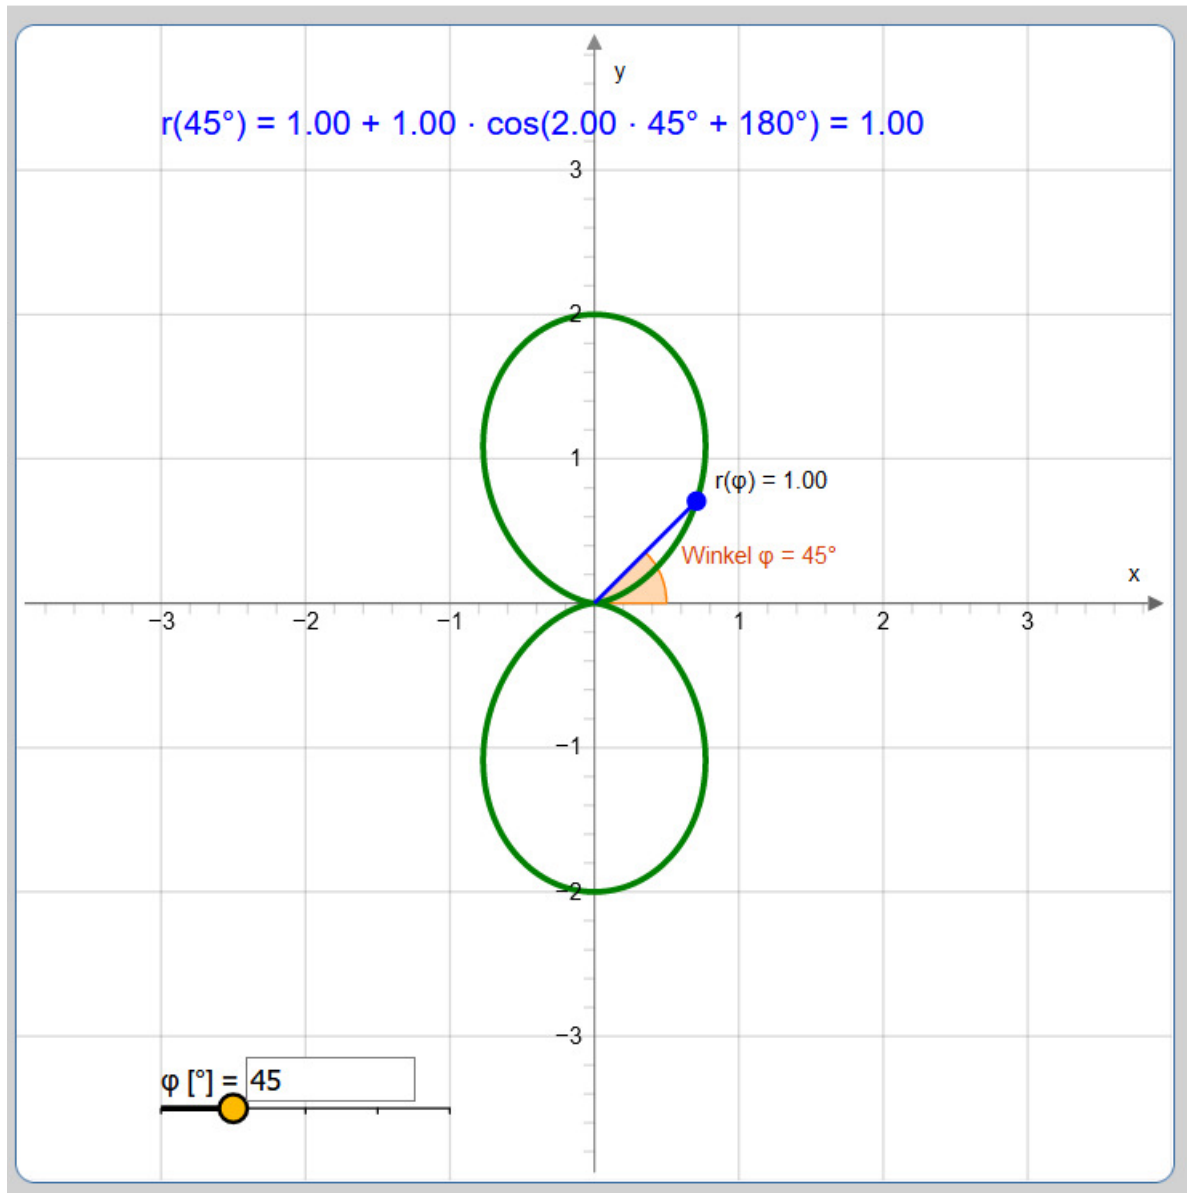 y
r(45°) = 1.00 + 1.00 · cos(2.00 · 45° + 180°) = 1.00
3
2
1
r(φ) = 1.00
Winkel φ = 45°
x
−3 −2 −1 1 2 3
−1
−2
−3
φ [°] = 45